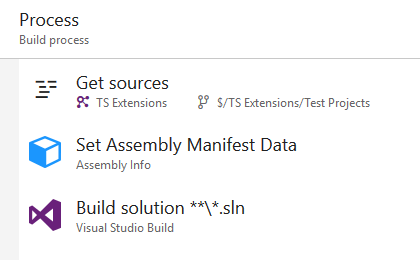 Process
Build process
Get sources
TS Extensions $/TS Extensions/Test Projects
Set Assembly Manifest Data
Assembly Info
Build solution **\*.sln
Visual Studio Build